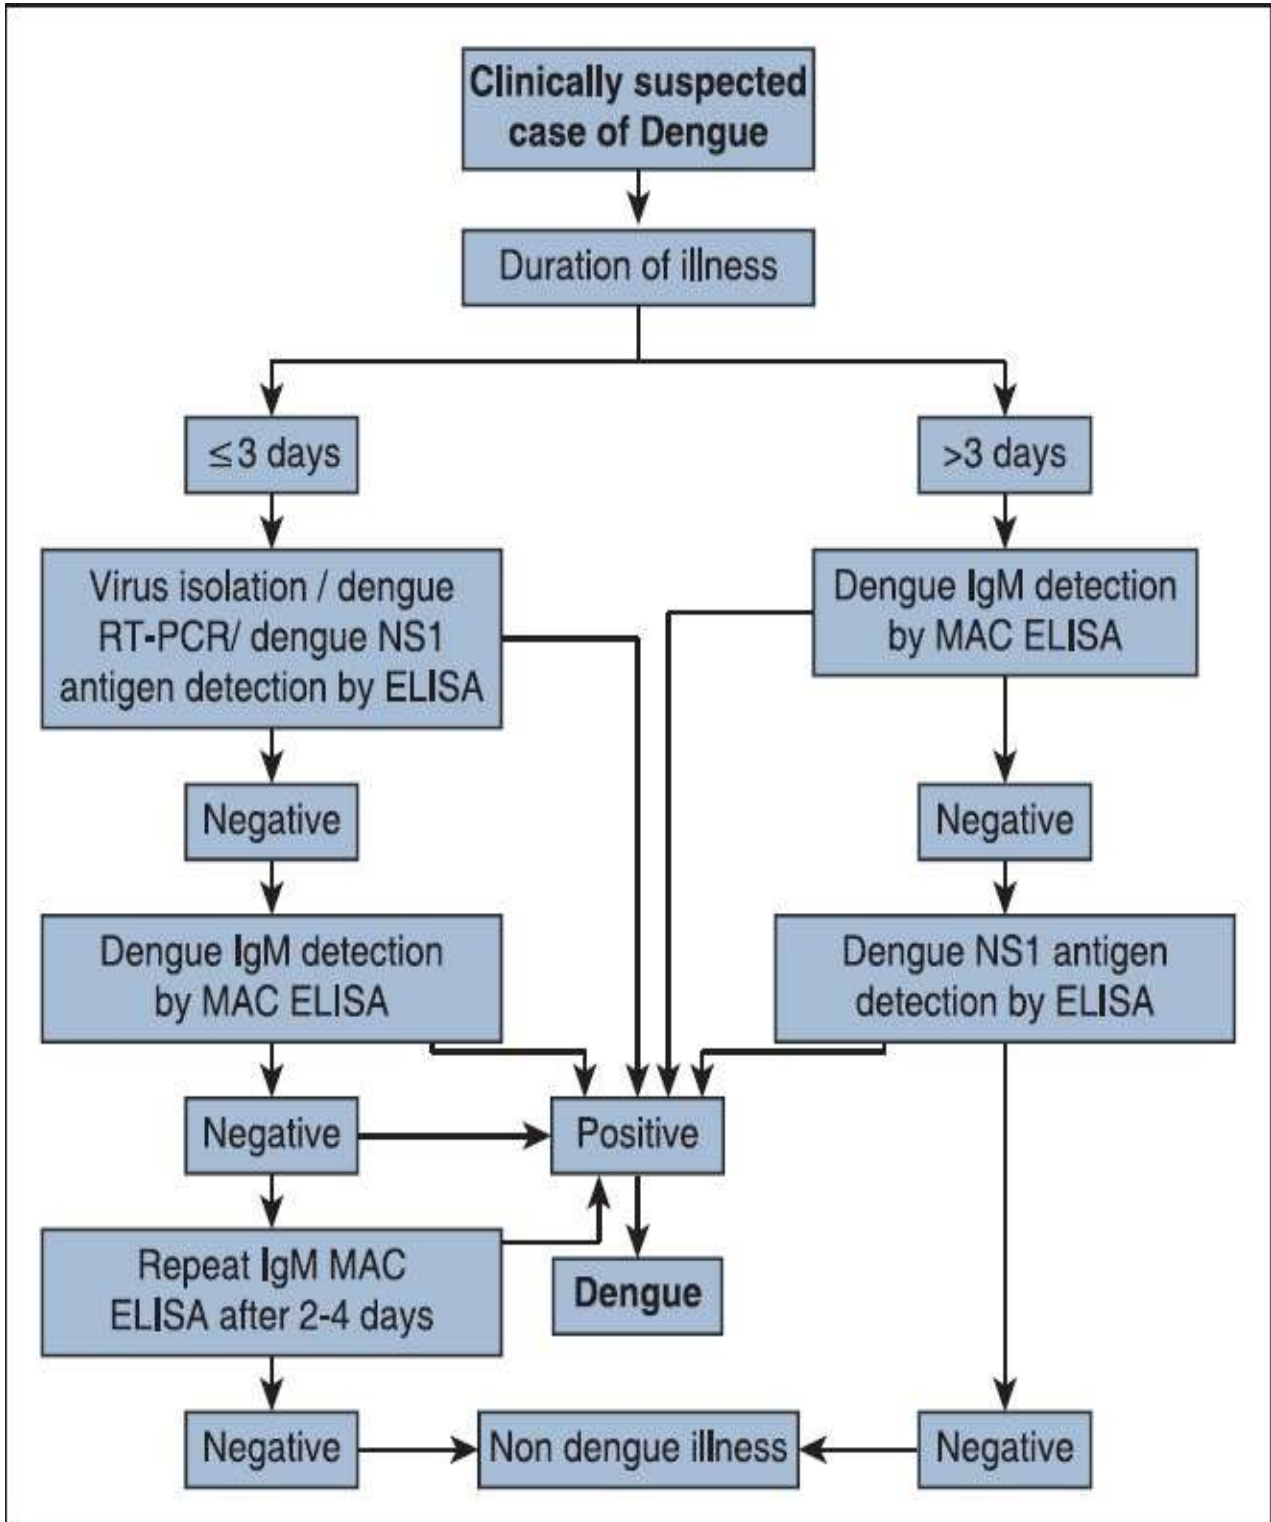 Clinically suspected
case of Dengue
Duration of illness
≤3 days
>3 days
Virus isolation / dengue
RT-PCR/ dengue NS1
antigen detection by ELISA
Dengue IgM detection
by MAC ELISA
Negative
Negative
Dengue IgM detection
by MAC ELISA
Dengue NS1 antigen
detection by ELISA
Negative
Positive
Repeat IgM MAC
ELISA after 2-4 days
Dengue
Negative
Non dengue illness
Negative